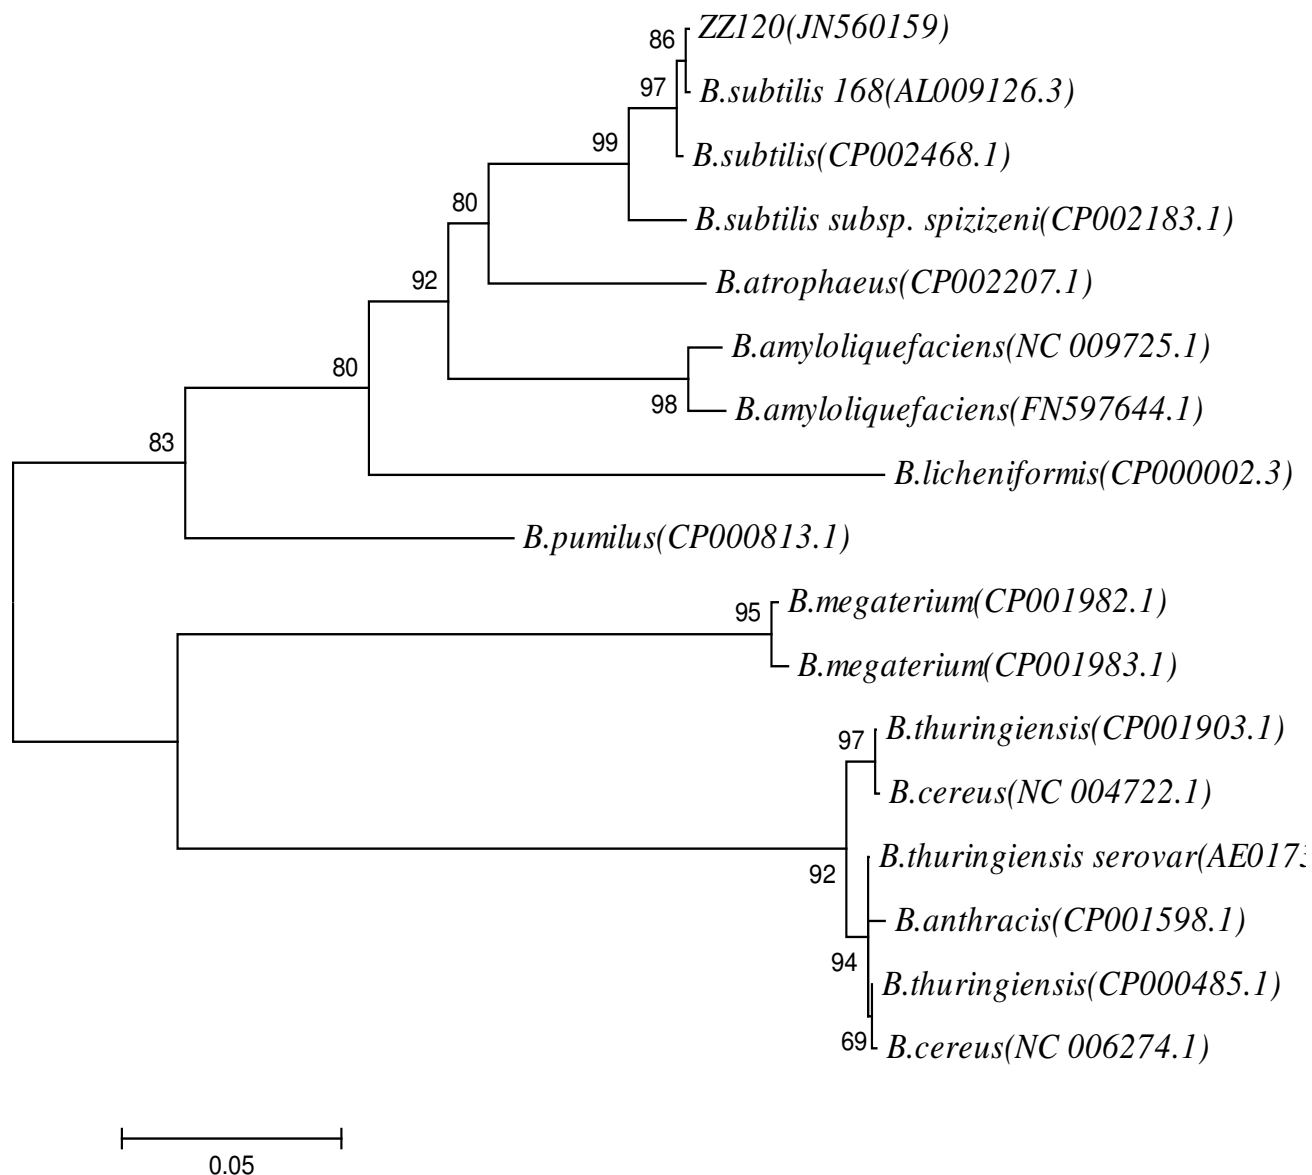 86
ZZ120(JN560159)
97
B.subtilis 168(AL009126.3)
99
B.subtilis(CP002468.1)
80
B.subtilis subsp. spizizeni(CP002183.1)
92
B.atrophaeus(CP002207.1)
B.amyloliquefaciens(NC 009725.1)
80
98
B.amyloliquefaciens(FN597644.1)
83
B.licheniformis(CP000002.3)
B.pumilus(CP000813.1)
95
B.megaterium(CP001982.1)
B.megaterium(CP001983.1)
97
B.thuringiensis(CP001903.1)
B.cereus(NC 004722.1)
92
B.thuringiensis serovar(AE0173
B.anthracis(CP001598.1)
94
B.thuringiensis(CP000485.1)
69
B.cereus(NC 006274.1)
0.05